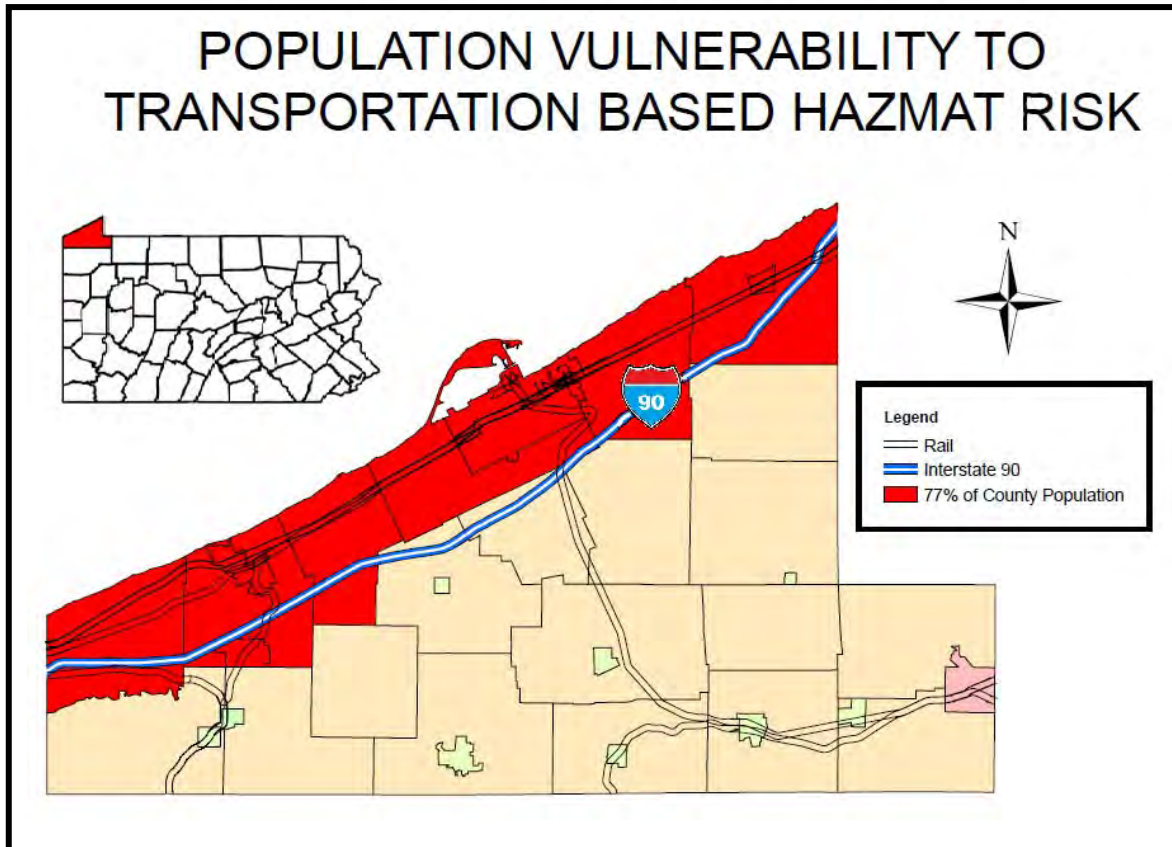 POPULATION VULNERABILITY TO
TRANSPORTATION BASED HAZMAT RISK
N
90
Legend
Rail
Interstate 90
77% of County Population